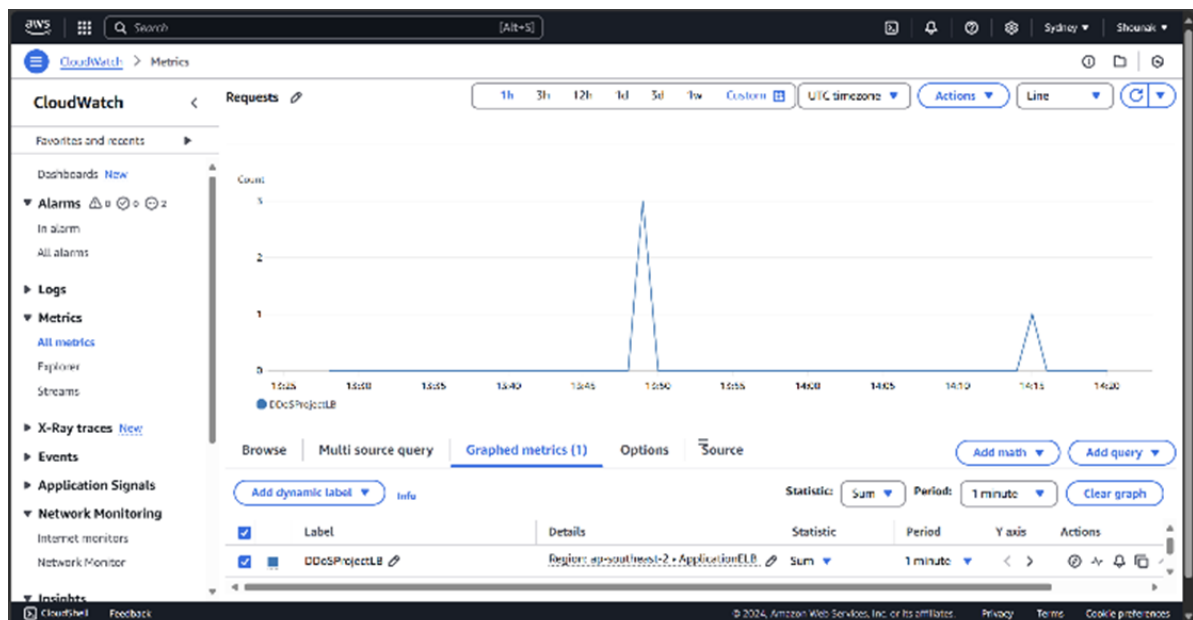 aws Search [Alt+S] Sydney Shounak
CloudWatch > Metrics
CloudWatch
Favorites and recents
Dashboards New
Alarms 0 0 2
In alarm
All alarms
Logs
Metrics
All metrics
Explorer
Streams
X-Ray traces New
Events
Application Signals
Network Monitoring
Internet monitors
Network Monitor
Insights
Requests
1h 3h 12h 1d 3d 1w Custom UTC timezone Actions Line
Count
3
2
1
0
13:25 13:30 13:35 13:40 13:45 13:50 13:55 14:00 14:05 14:10 14:15 14:20
DDoSProjectLB
Browse Multi source query Graphed metrics (1) Options Source Add math Add query
Add dynamic label Info Statistic: Sum Period: 1 minute Clear graph
Label Details Statistic Period Y axis Actions
DDoSProjectLB Region: ap-southeast-2 • ApplicationELB Sum 1 minute < >
CloudShell Feedback © 2024, Amazon Web Services, Inc. or its affiliates. Privacy Terms Cookie preferences